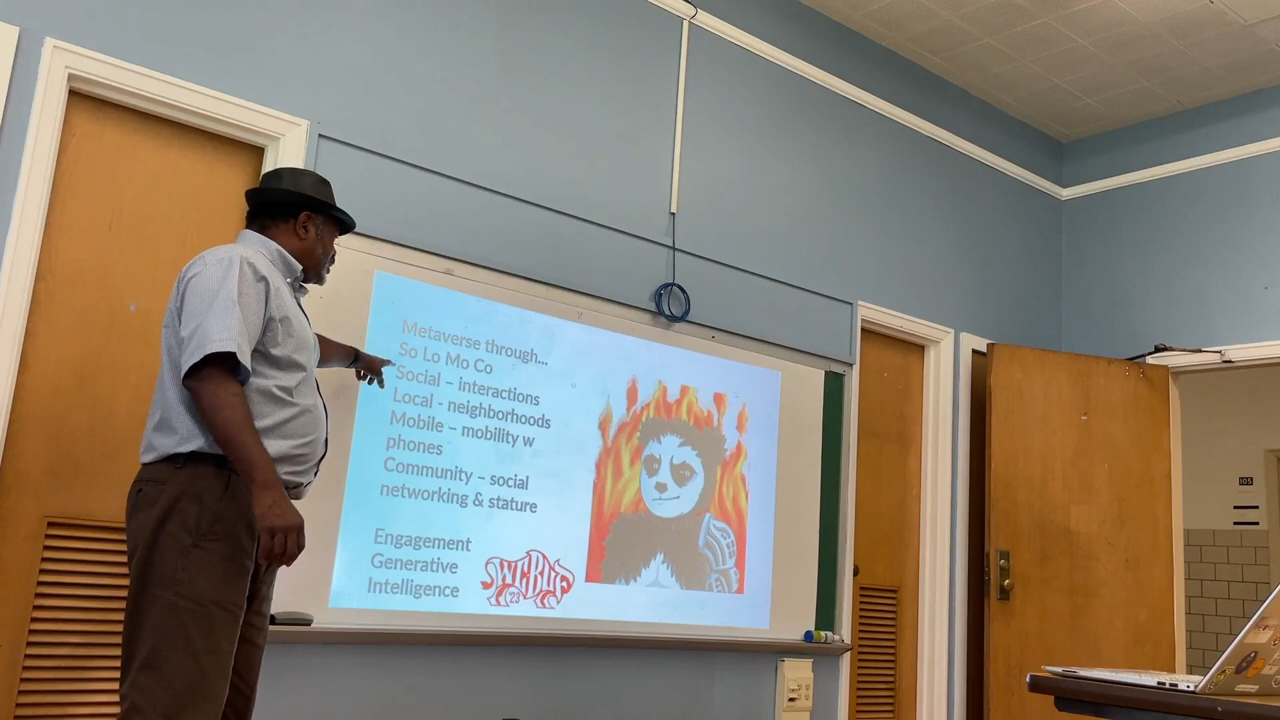 Metaverse through...
So Lo Mo Co
Social – interactions
Local - neighborhoods
Mobile – mobility w
phones
Community – social
networking & stature
Engagement
Generative
Intelligence
WCBUF
23
105